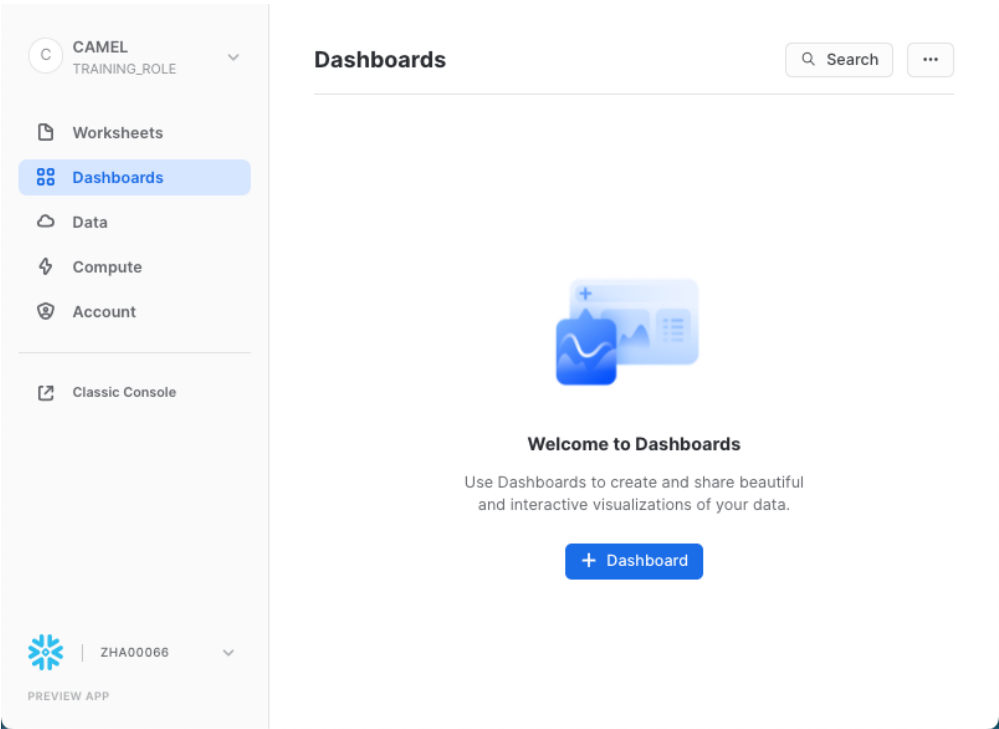 C
CAMEL
TRAINING_ROLE
Worksheets
Dashboards
Data
Compute
Account
Classic Console
ZHA00066
PREVIEW APP
Dashboards
Search
...
Welcome to Dashboards
Use Dashboards to create and share beautiful
and interactive visualizations of your data.
+ Dashboard